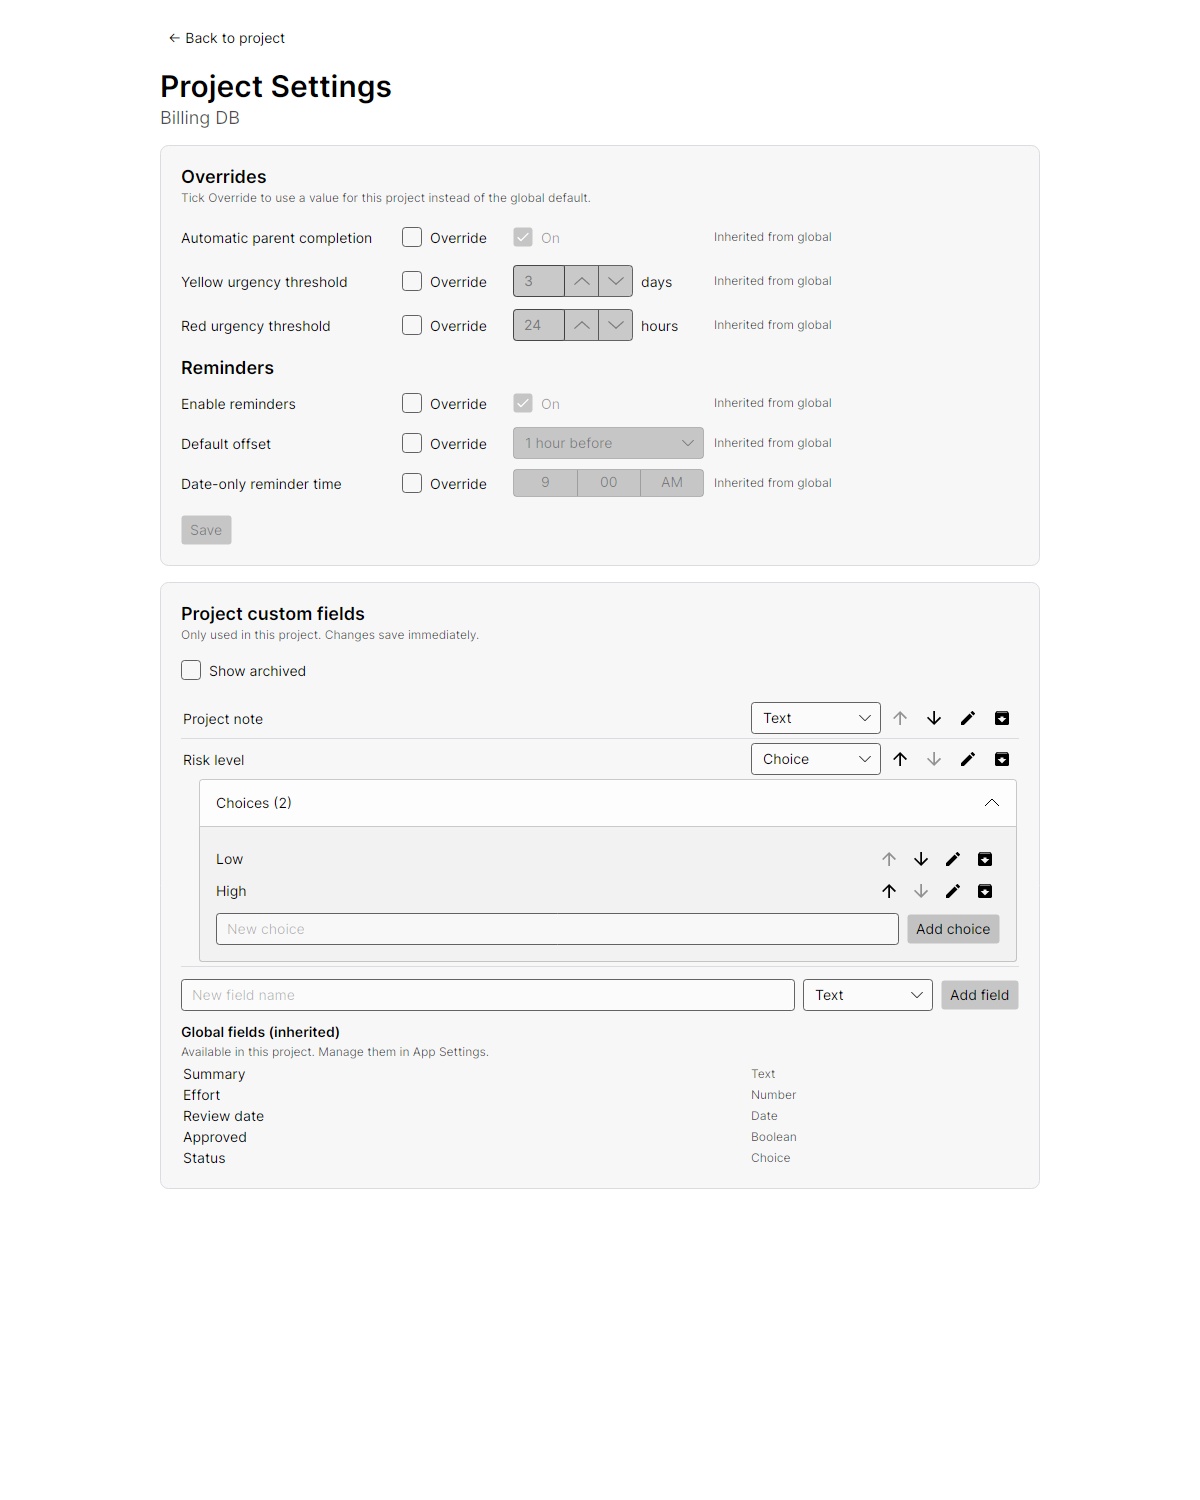 ← Back to project
Project Settings
Billing DB
Overrides
Tick Override to use a value for this project instead of the global default.
Automatic parent completion Override On Inherited from global
Yellow urgency threshold Override 3 days Inherited from global
Red urgency threshold Override 24 hours Inherited from global
Reminders
Enable reminders Override On Inherited from global
Default offset Override 1 hour before Inherited from global
Date-only reminder time Override 9 00 AM Inherited from global
Save
Project custom fields
Only used in this project. Changes save immediately.
Show archived
Project note Text
Risk level Choice
Choices (2)
Low
High
New choice Add choice
New field name Text Add field
Global fields (inherited)
Available in this project. Manage them in App Settings.
Summary Text
Effort Number
Review date Date
Approved Boolean
Status Choice